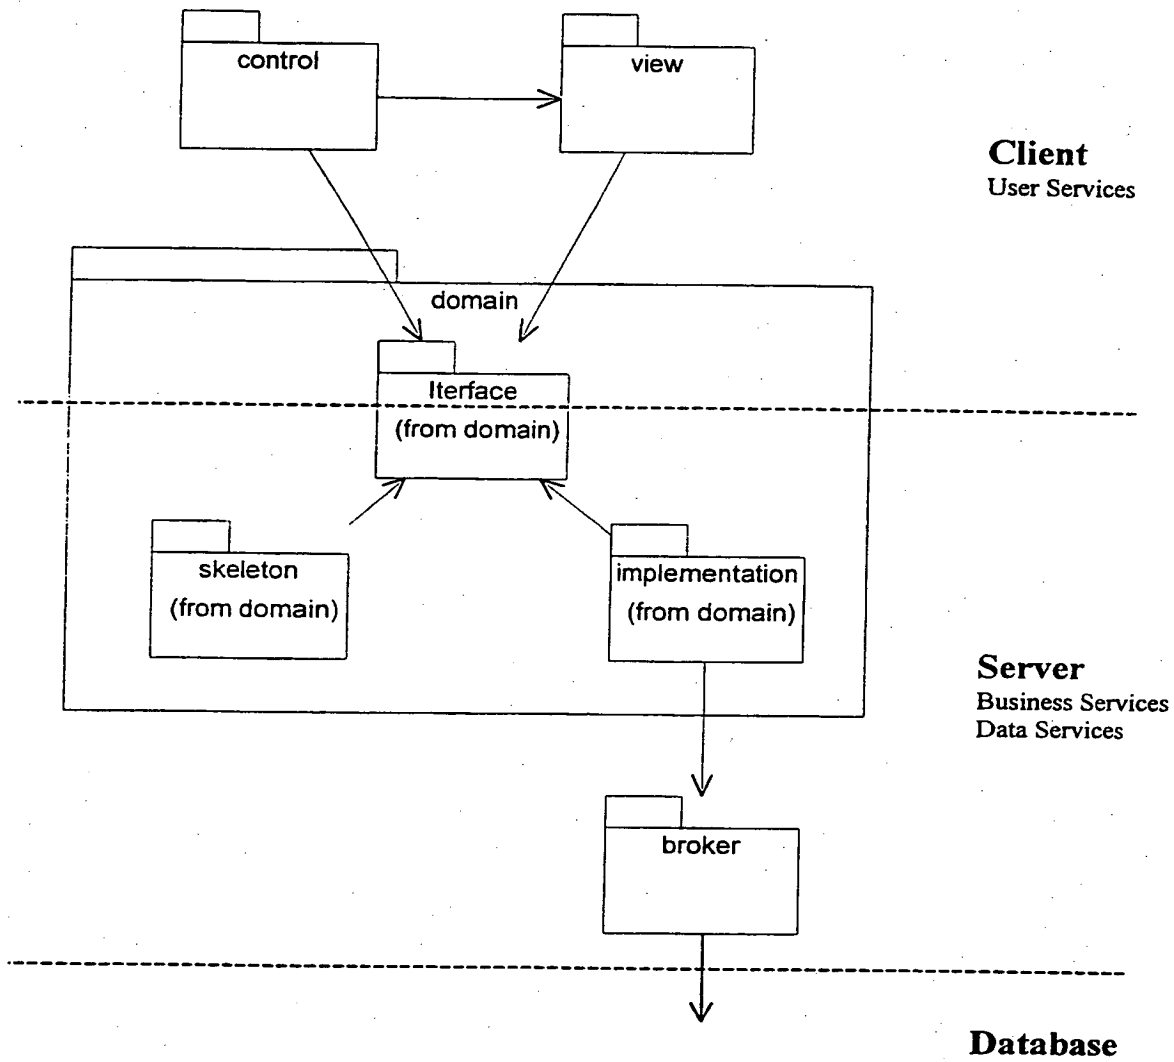 control
view
Client
User Services
domain
Iterface
(from domain)
skeleton
(from domain)
implementation
(from domain)
Server
Business Services
Data Services
broker
Database